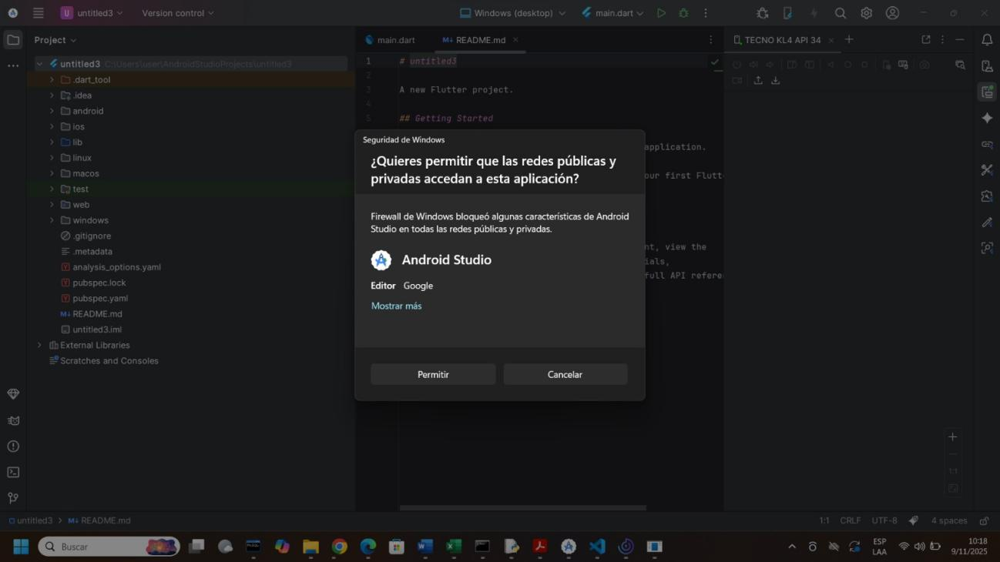 U untitled3
Version control
Windows (desktop)
main.dart
Project
main.dart
M↓ README.md
TECNO KL4 API 34
untitled3 C:\Users\user\AndroidStudioProjects\untitled3
.dart_tool
.idea
android
ios
lib
linux
macos
test
web
windows
.gitignore
.metadata
Y analysis_options.yaml
Y pubspec.lock
Y pubspec.yaml
M↓ README.md
untitled3.iml
External Libraries
Scratches and Consoles
1 # untitled3
2
3 A new Flutter project.
4
5 ## Getting Started
application.
our first Flutt
nt, view the
ials,
full API refere
Seguridad de Windows
¿Quieres permitir que las redes públicas y
privadas accedan a esta aplicación?
Firewall de Windows bloqueó algunas características de Android
Studio en todas las redes públicas y privadas.
Android Studio
Editor Google
Mostrar más
Permitir
Cancelar
1:1
untitled3 > M↓ README.md
1:1 CRLF UTF-8 4 spaces
Buscar
ESP
LAA
10:18
9/11/2025